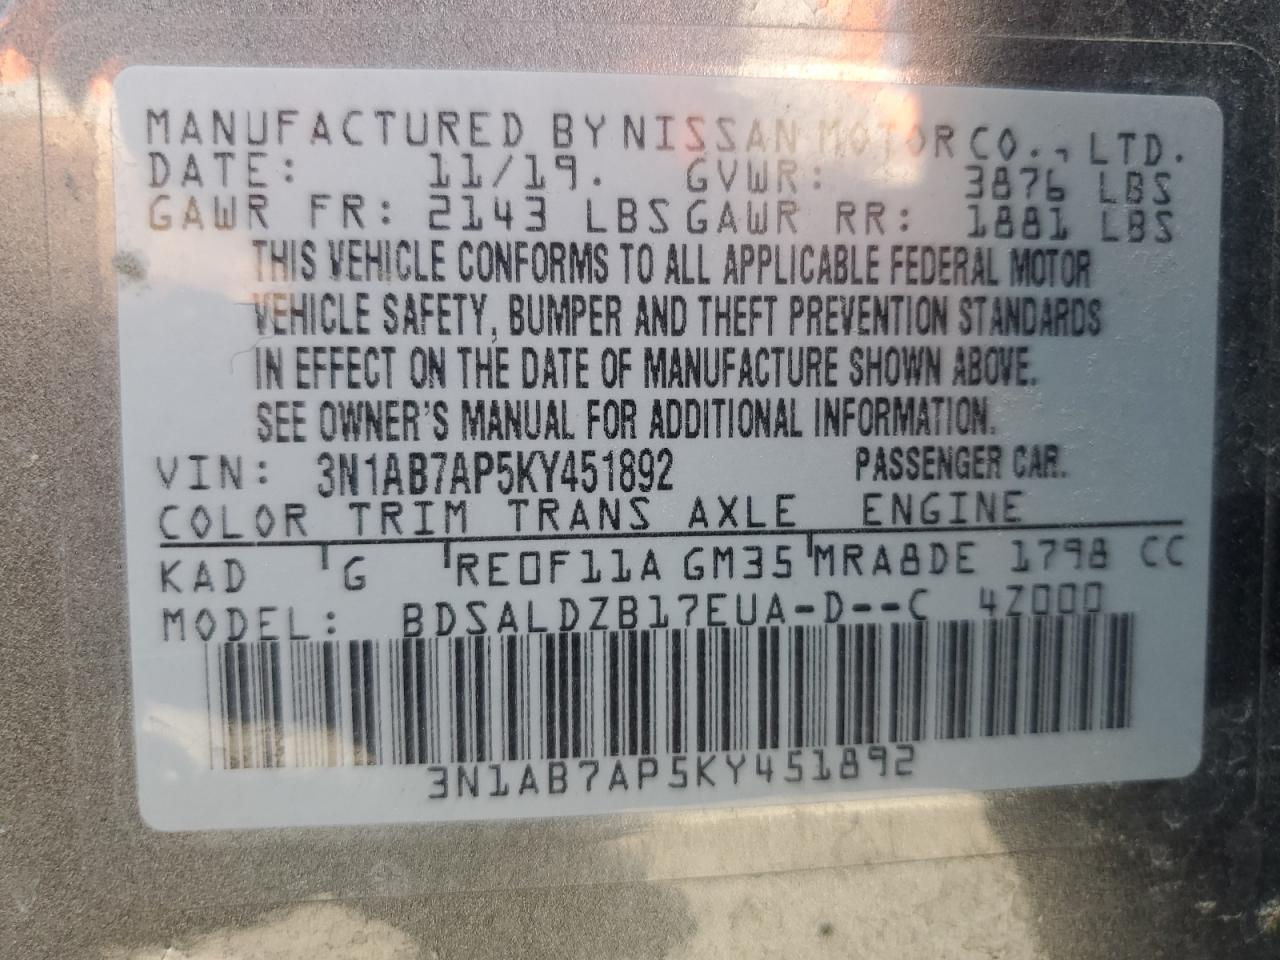 MANUFACTURED BY NISSAN MOTOR CO., LTD.
DATE: 11/19. GVWR: 3876 LBS
GAWR FR: 2143 LBS GAWR RR: 1881 LBS
THIS VEHICLE CONFORMS TO ALL APPLICABLE FEDERAL MOTOR
VEHICLE SAFETY, BUMPER AND THEFT PREVENTION STANDARDS
IN EFFECT ON THE DATE OF MANUFACTURE SHOWN ABOVE.
SEE OWNER'S MANUAL FOR ADDITIONAL INFORMATION.
VIN: 3N1AB7AP5KY451892 PASSENGER CAR.
COLOR TRIM TRANS AXLE ENGINE
KAD G RE0F11A GM35 MRA8DE 1798 CC
MODEL: BDSALDZB17EUA-D--C 4Z000
3N1AB7AP5KY451892